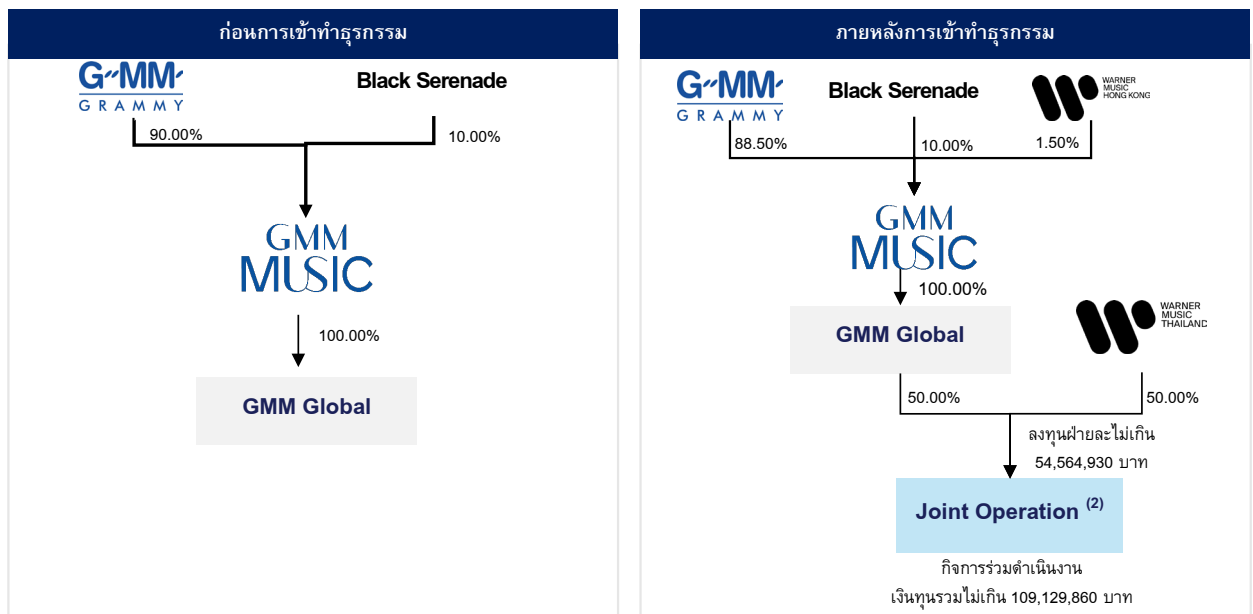 ก่อนการเข้าทำธุรกรรม
G MM
GRAMMY
Black Serenade
90.00%
10.00%
GMM
MUSIC
100.00%
GMM Global
ภายหลังการเข้าทำธุรกรรม
G MM
GRAMMY
Black Serenade
WARNER
MUSIC
HONG KONG
88.50%
10.00%
1.50%
GMM
MUSIC
100.00%
GMM Global
WARNER
MUSIC
THAILAND
50.00%
50.00%
ลงทุนฝ่ายละไม่เกิน
54,564,930 บาท
Joint Operation (2)
กิจการร่วมดำเนินงาน
เงินทุนรวมไม่เกิน 109,129,860 บาท